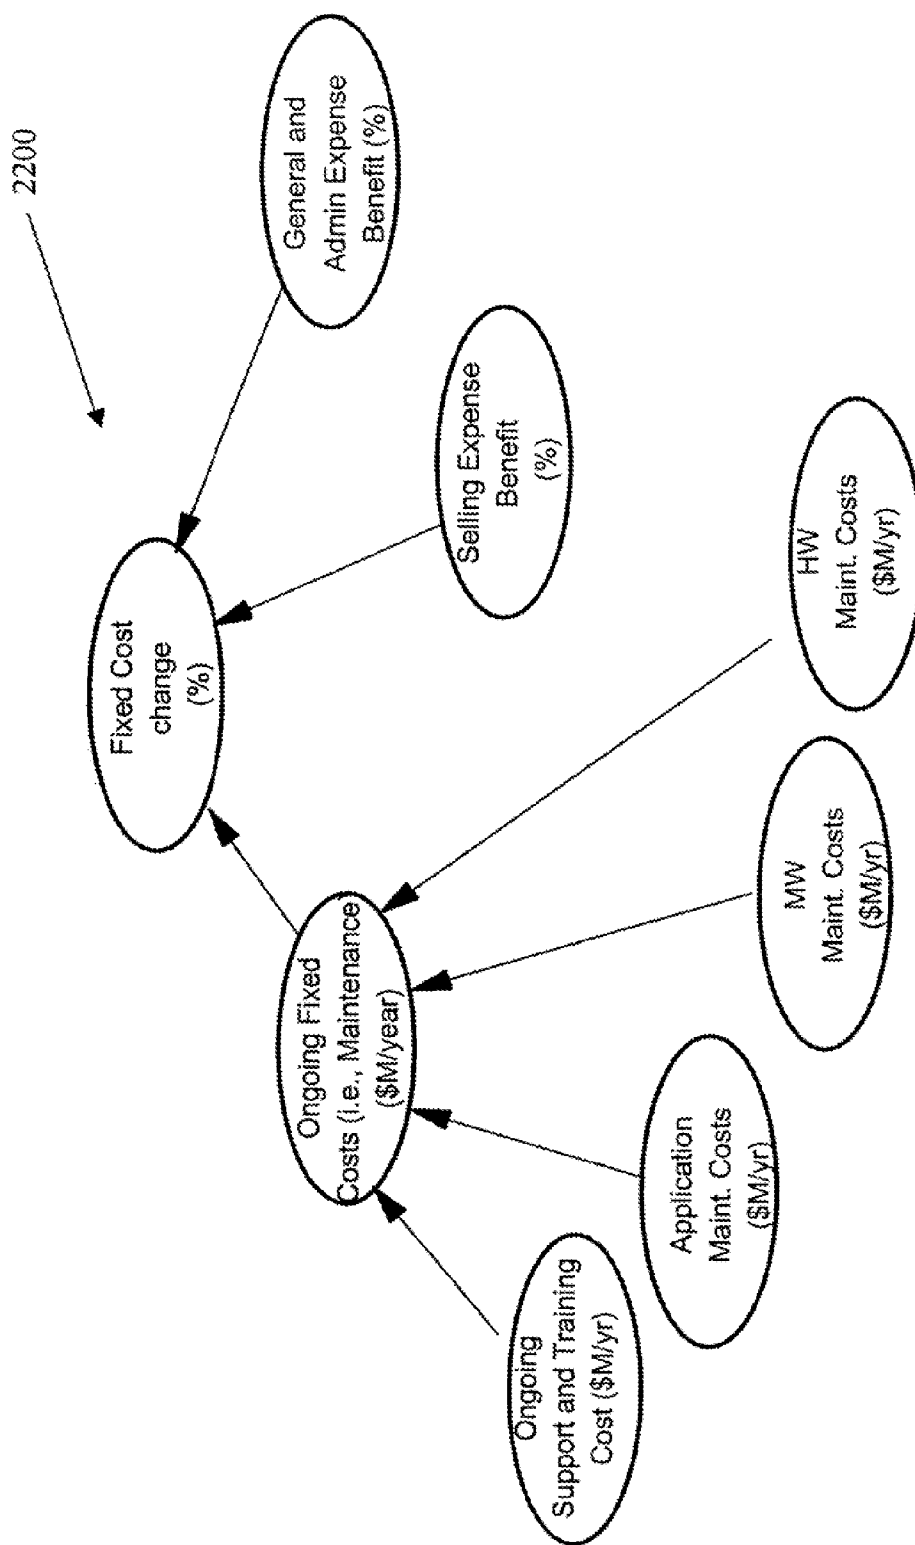 2200
Fixed Cost
change
(%)
General and
Admin Expense
Benefit (%)
Ongoing Fixed
Costs (i.e., Maintenance
($M/year)
Selling Expense
Benefit
(%)
Ongoing
Support and Training
Cost ($M/yr)
Application
Maint. Costs
($M/yr)
MW
Maint. Costs
($M/yr)
HW
Maint. Costs
($M/yr)